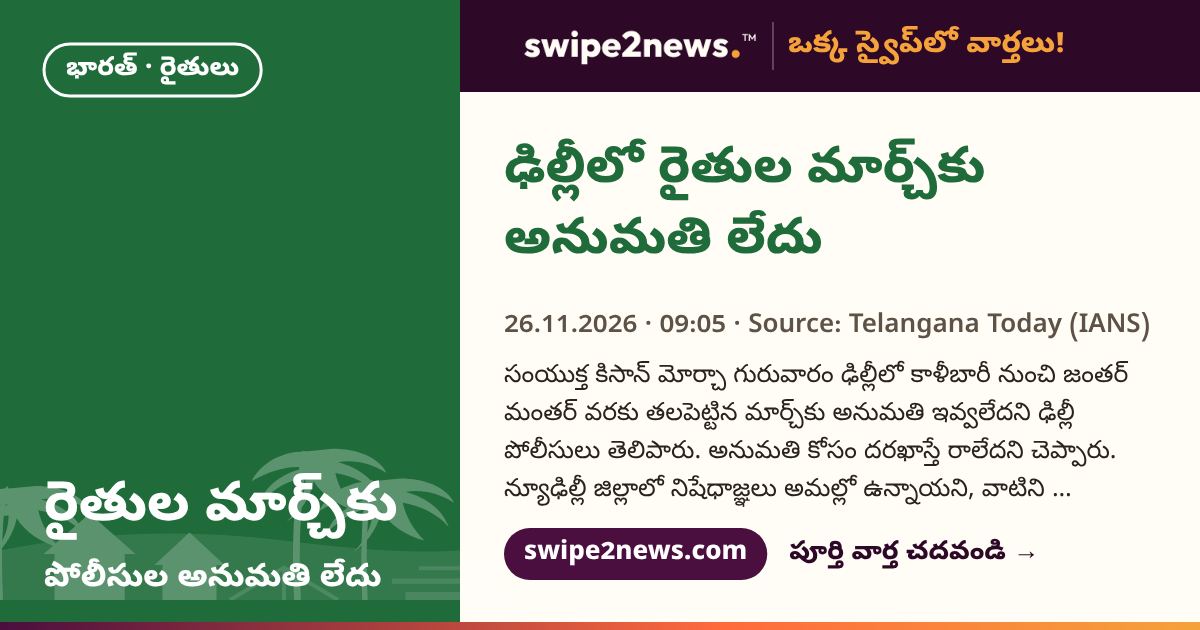 భారత్ · రైతులు
రైతుల మార్చ్‌కు
పోలీసుల అనుమతి లేదు
swipe2news.™ ఒక్క స్వైప్‌లో వార్తలు!
ఢిల్లీలో రైతుల మార్చ్‌కు
అనుమతి లేదు
26.11.2026 · 09:05 · Source: Telangana Today (IANS)
సంయుక్త కిసాన్ మోర్చా గురువారం ఢిల్లీలో కాళీబారీ నుంచి జంతర్
మంతర్ వరకు తలపెట్టిన మార్చ్‌కు అనుమతి ఇవ్వలేదని ఢిల్లీ
పోలీసులు తెలిపారు. అనుమతి కోసం దరఖాస్తే రాలేదని చెప్పారు.
న్యూఢిల్లీ జిల్లాలో నిషేధాజ్ఞలు అమల్లో ఉన్నాయని, వాటిని ...
swipe2news.com పూర్తి వార్త చదవండి →